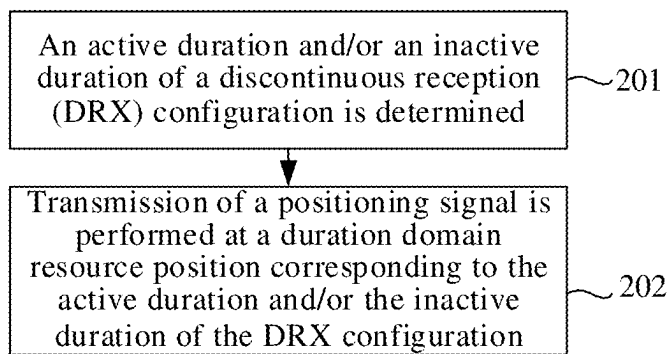 An active duration and/or an inactive
duration of a discontinuous reception
(DRX) configuration is determined
201
Transmission of a positioning signal is
performed at a duration domain
resource position corresponding to the
active duration and/or the inactive
duration of the DRX configuration
202